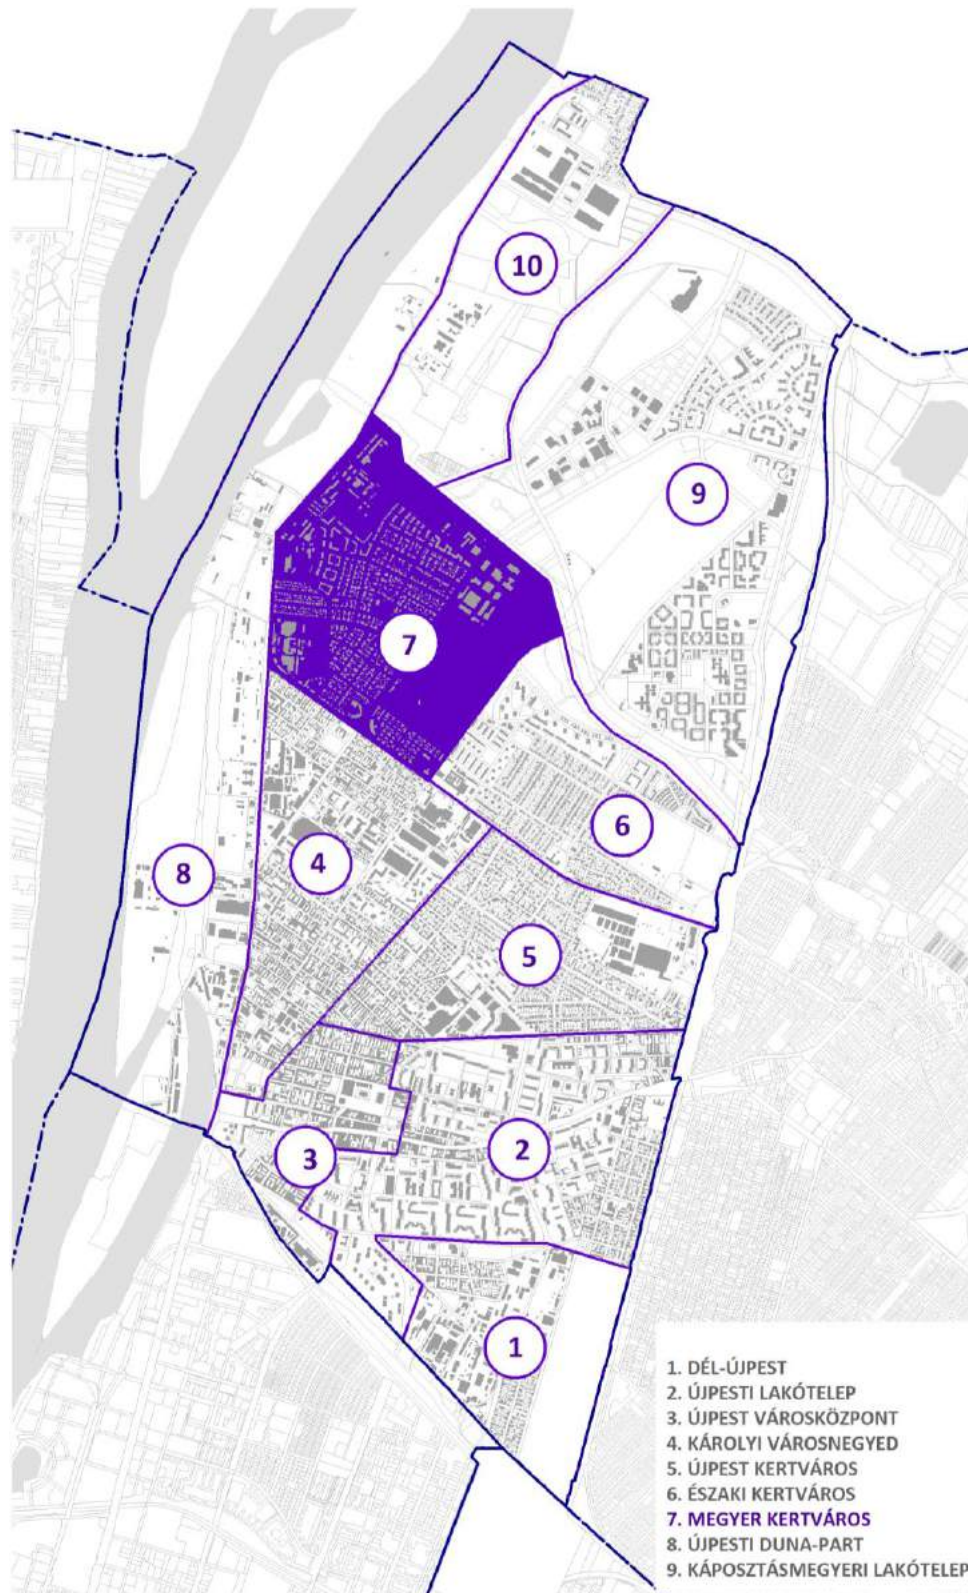 10
9
7
6
8
4
5
3
2
1
1. DÉL-ÚJPEST
2. ÚJPESTI LAKÓTELEP
3. ÚJPEST VÁROSKÖZPONT
4. KÁROLYI VÁROSNEGYED
5. ÚJPEST KERTVÁROS
6. ÉSZAKI KERTVÁROS
7. MEGYER KERTVÁROS
8. ÚJPESTI DUNA-PART
9. KÁPOSZTÁSMEGYERI LAKÓTELEP